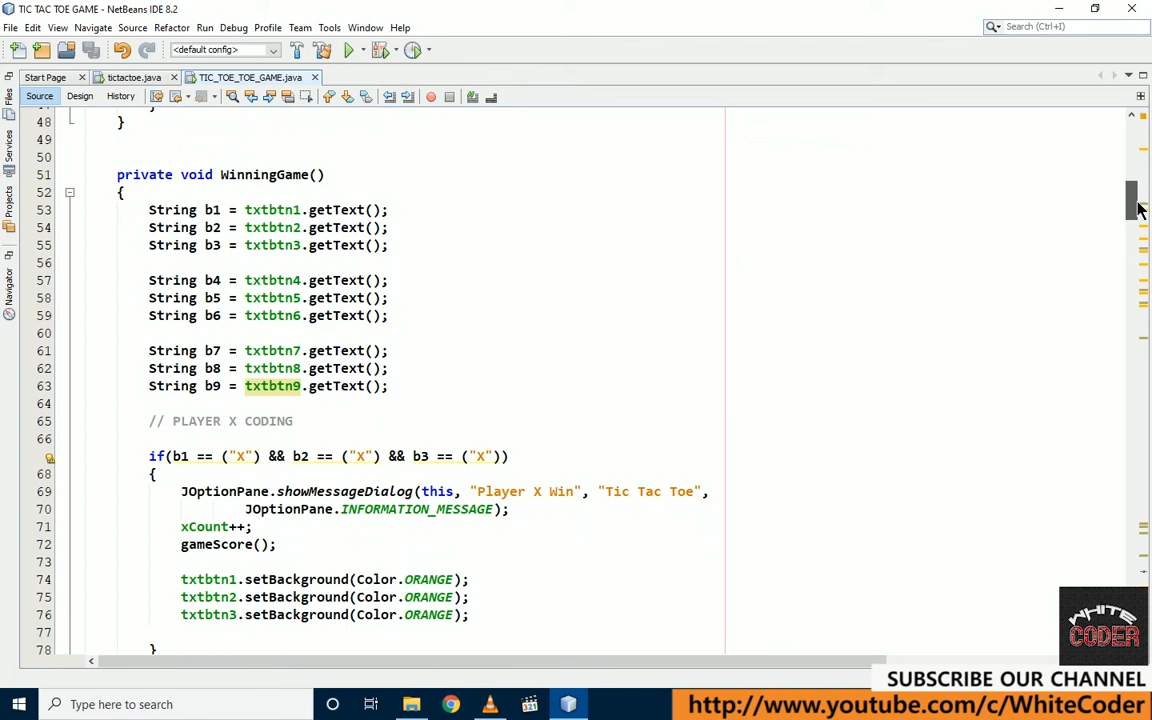 TIC TAC TOE GAME - NetBeans IDE 8.2
File Edit View Navigate Source Refactor Run Debug Profile Team Tools Window Help
Search (Ctrl+I)
<default config>
Start Page tictactoe.java TIC_TOE_TOE_GAME.java
Source Design History
Files
Services
Projects
Navigator
48 }
49
50
51 private void WinningGame()
52 {
53 String b1 = txtbtn1.getText();
54 String b2 = txtbtn2.getText();
55 String b3 = txtbtn3.getText();
56
57 String b4 = txtbtn4.getText();
58 String b5 = txtbtn5.getText();
59 String b6 = txtbtn6.getText();
60
61 String b7 = txtbtn7.getText();
62 String b8 = txtbtn8.getText();
63 String b9 = txtbtn9.getText();
64
65 // PLAYER X CODING
66
if(b1 == ("X") && b2 == ("X") && b3 == ("X"))
68 {
69 JOptionPane.showMessageDialog(this, "Player X Win", "Tic Tac Toe",
70 JOptionPane.INFORMATION_MESSAGE);
71 xCount++;
72 gameScore();
73
74 txtbtn1.setBackground(Color.ORANGE);
75 txtbtn2.setBackground(Color.ORANGE);
76 txtbtn3.setBackground(Color.ORANGE);
77
78 }
WHITE
CODER
SUBSCRIBE OUR CHANNEL
Type here to search
321
http://www.youtube.com/c/WhiteCoder